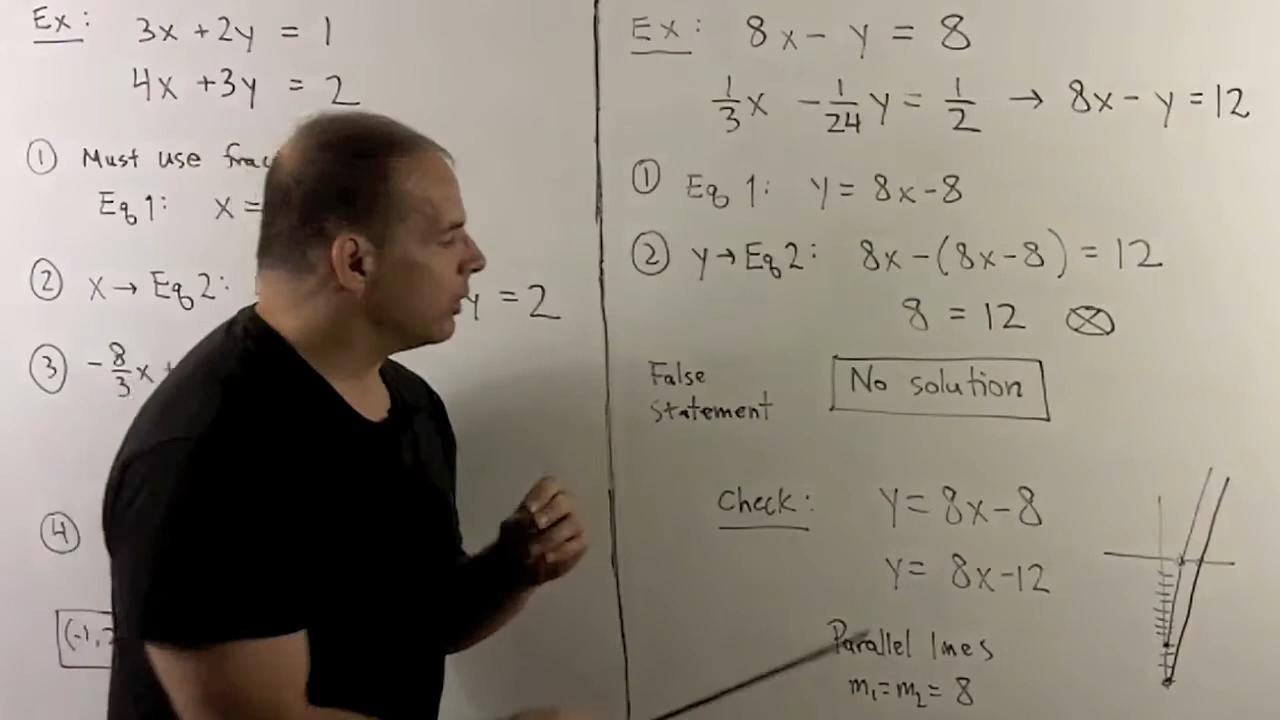 Ex: 3x + 2y = 1
4x + 3y = 2
① Must use
Eq 1: x =
② x → Eq 2: y = 2
③ -8/3 x
④
(-1,
Ex: 8x - y = 8
1/3 x - 1/24 y = 1/2 → 8x - y = 12
① Eq 1: y = 8x - 8
② y → Eq 2: 8x - (8x - 8) = 12
8 = 12 ⊗
False
Statement
No solution
Check: y = 8x - 8
y = 8x - 12
Parallel lines
m₁ = m₂ = 8